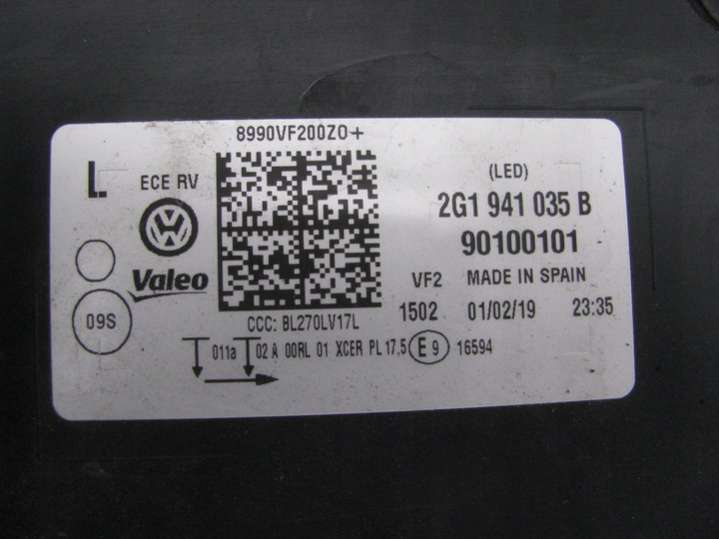 8990VF200Z0+
L
ECE RV
(LED)
2G1 941 035 B
90100101
Valeo
VF2 MADE IN SPAIN
09S
CCC: BL270LV17L
1502 01/02/19 23:35
011a 02 A 00RL 01 XCER PL 17,5 E 9 16594